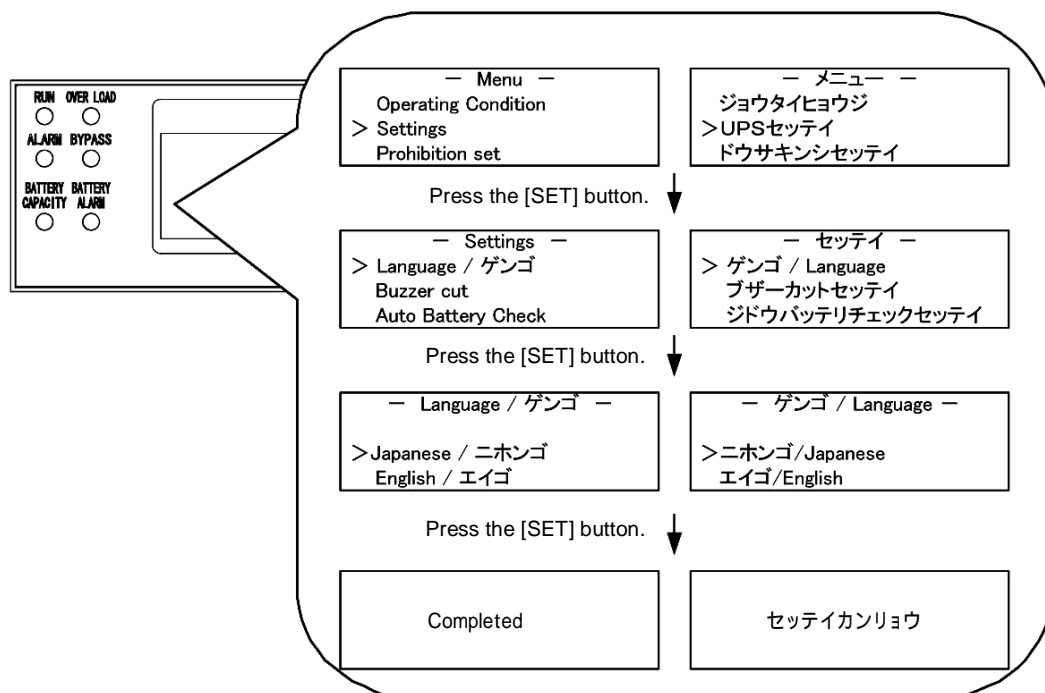 RUN OVER LOAD
ALARM BYPASS
BATTERY CAPACITY BATTERY ALARM
― Menu ―
Operating Condition
> Settings
Prohibition set
― メニュー ―
ジョウタイヒョウジ
>UPSセッテイ
ドウサキンシセッテイ
Press the [SET] button.
― Settings ―
> Language / ゲンゴ
Buzzer cut
Auto Battery Check
― セッテイ ―
> ゲンゴ / Language
ブザーカットセッテイ
ジドウバッテリチェックセッテイ
Press the [SET] button.
― Language / ゲンゴ ―
>Japanese / ニホンゴ
English / エイゴ
― ゲンゴ / Language ―
>ニホンゴ/Japanese
エイゴ/English
Press the [SET] button.
Completed
セッテイカンリョウ